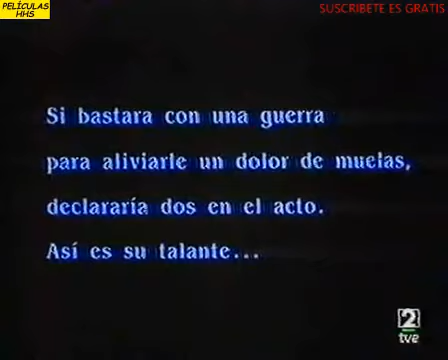 PELÍCULAS
HHS
SUSCRIBETE ES GRATIS
Si bastara con una guerra
para aliviarle un dolor de muelas,
declararía dos en el acto.
Así es su talante...
2
tve